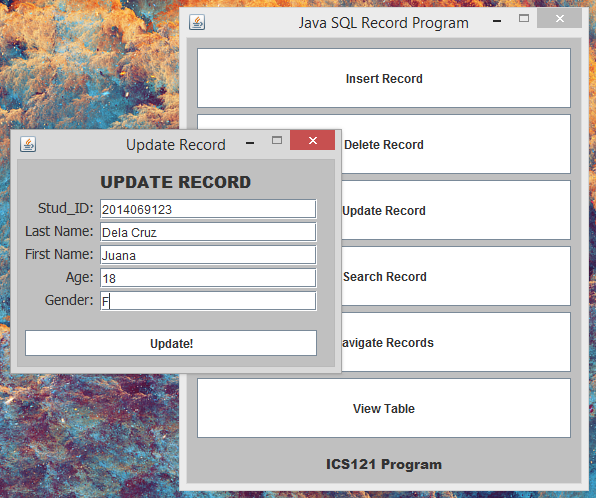 Java SQL Record Program
Insert Record
Delete Record
Update Record
Search Record
avigate Records
View Table
ICS121 Program
Update Record
UPDATE RECORD
Stud_ID: 2014069123
Last Name: Dela Cruz
First Name: Juana
Age: 18
Gender: F
Update!